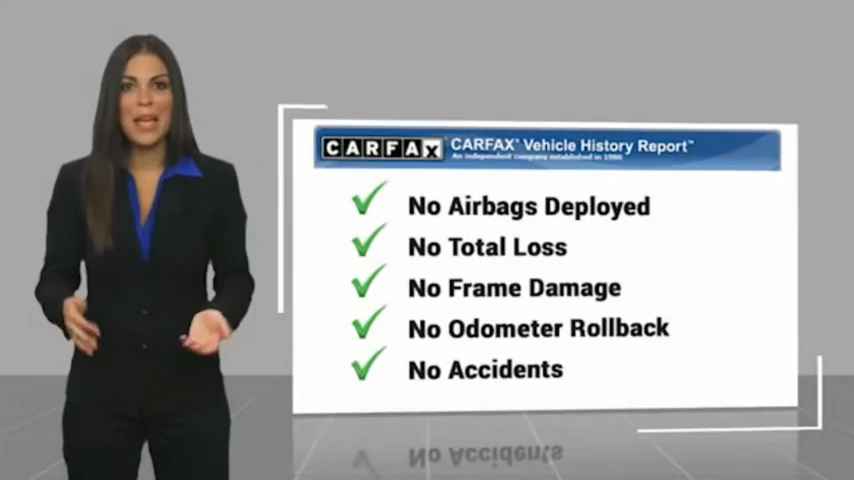 CARFAX CARFAX Vehicle History Report™
An independent company established in 1986
No Airbags Deployed
No Total Loss
No Frame Damage
No Odometer Rollback
No Accidents
No Accidents